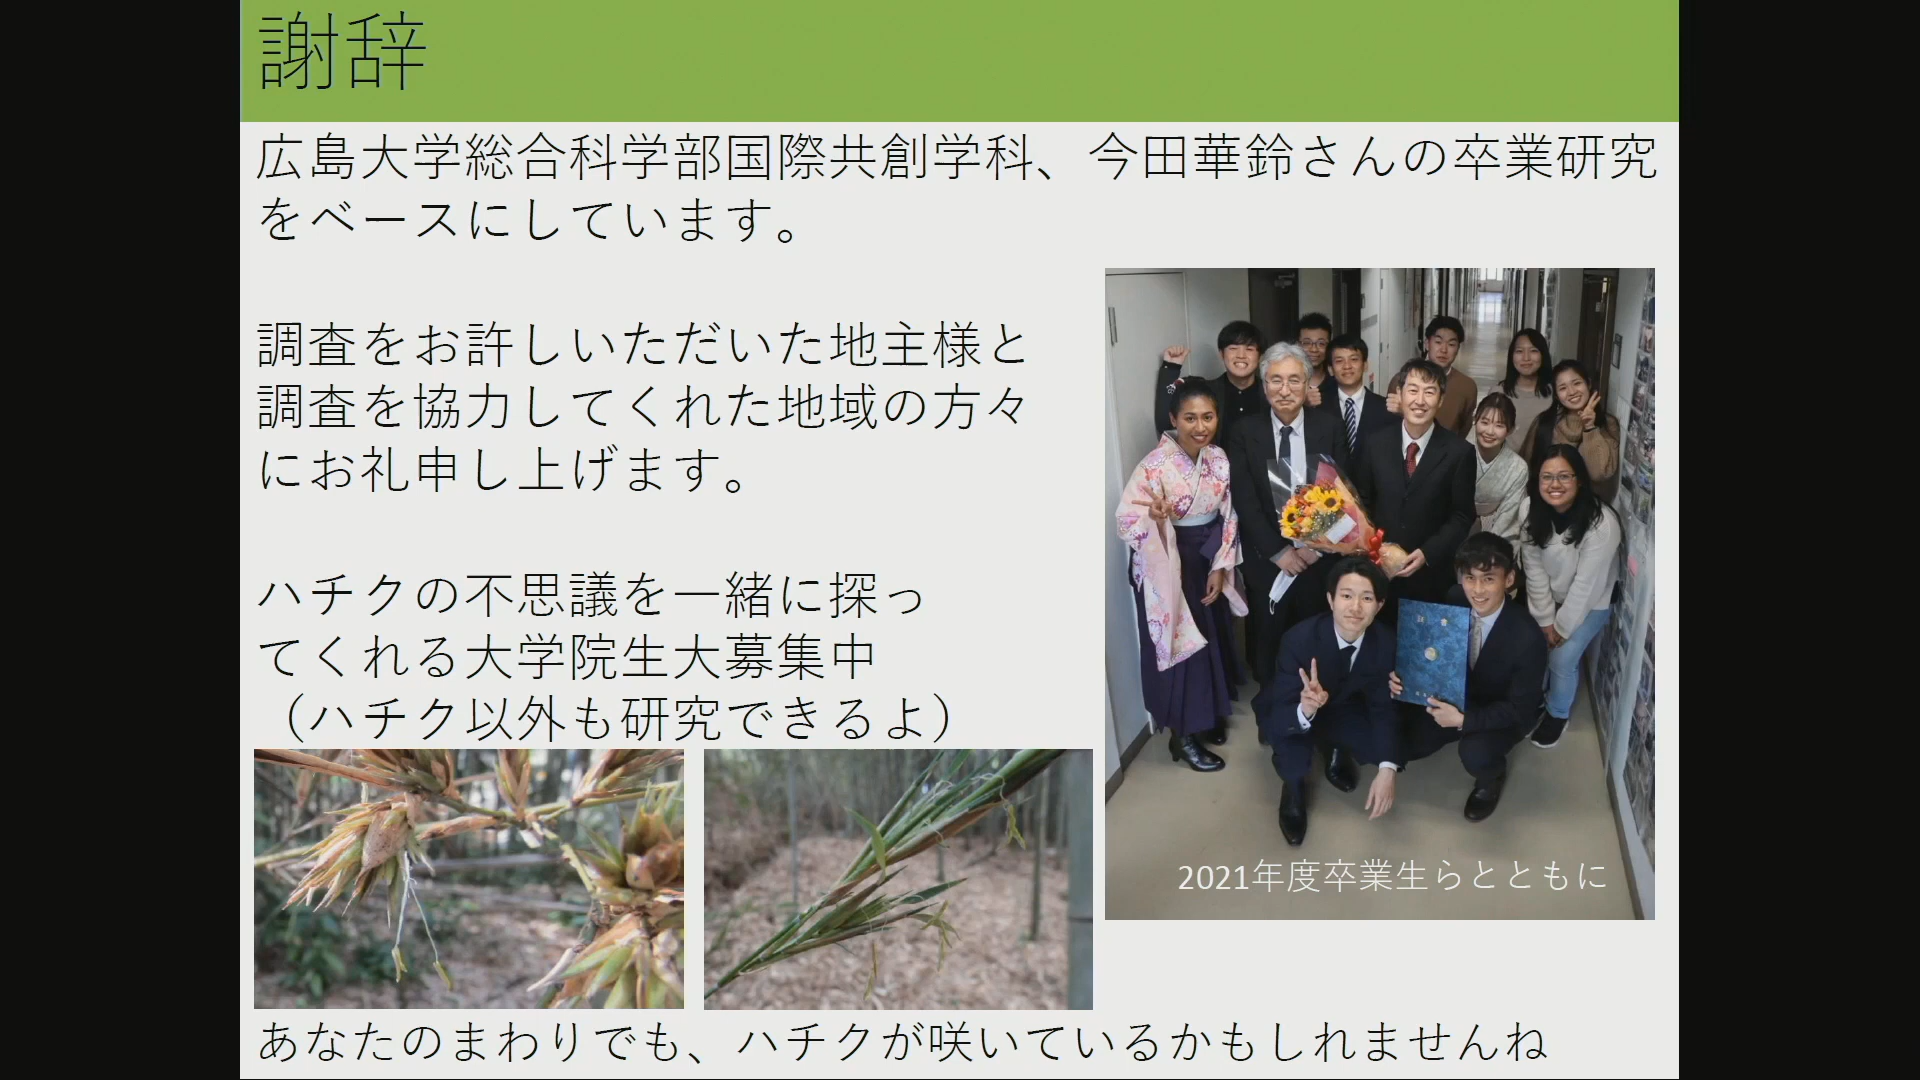 謝辞
広島大学総合科学部国際共創学科、今田華鈴さんの卒業研究
をベースにしています。
調査をお許しいただいた地主様と
調査を協力してくれた地域の方々
にお礼申し上げます。
ハチクの不思議を一緒に探っ
てくれる大学院生大募集中
（ハチク以外も研究できるよ）
2021年度卒業生らとともに
あなたのまわりでも、ハチクが咲いているかもしれませんね